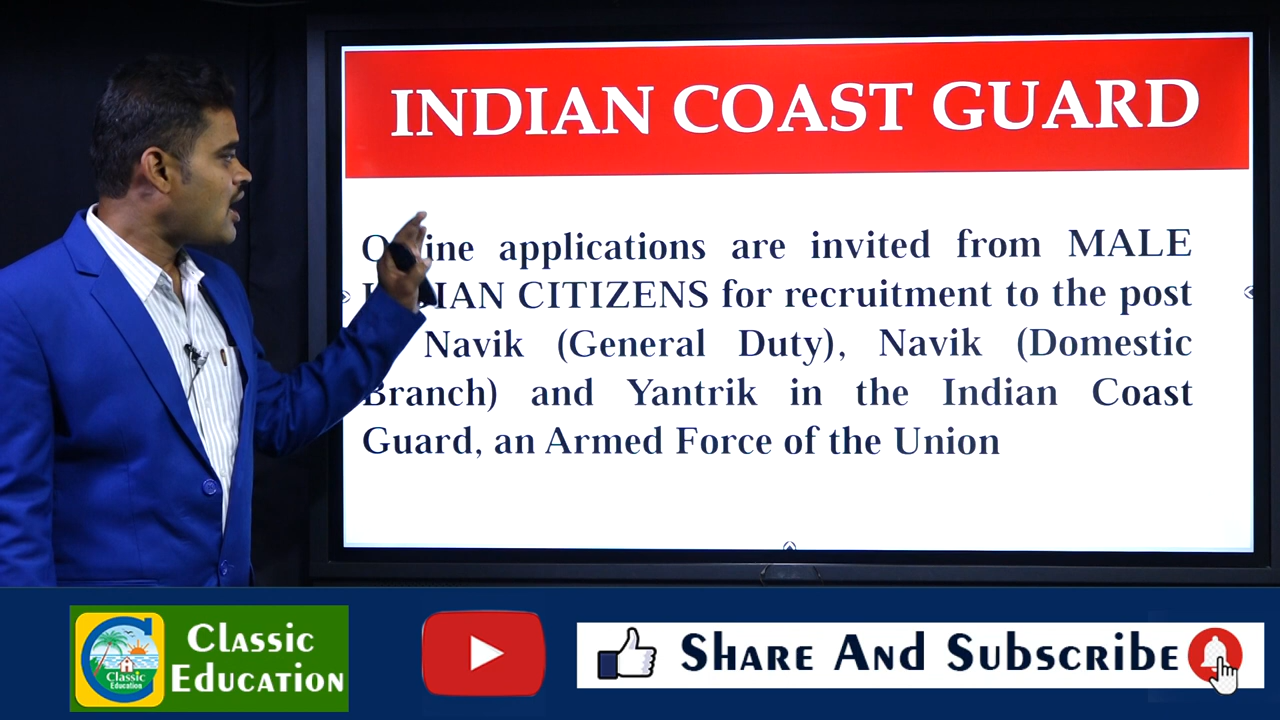 INDIAN COAST GUARD
applications are invited from MALE
CITIZENS for recruitment to the post
Navik (General Duty), Navik (Domestic
Branch) and Yantrik in the Indian Coast
Guard, an Armed Force of the Union
Classic
Education
Classic
Education
Share And Subscribe